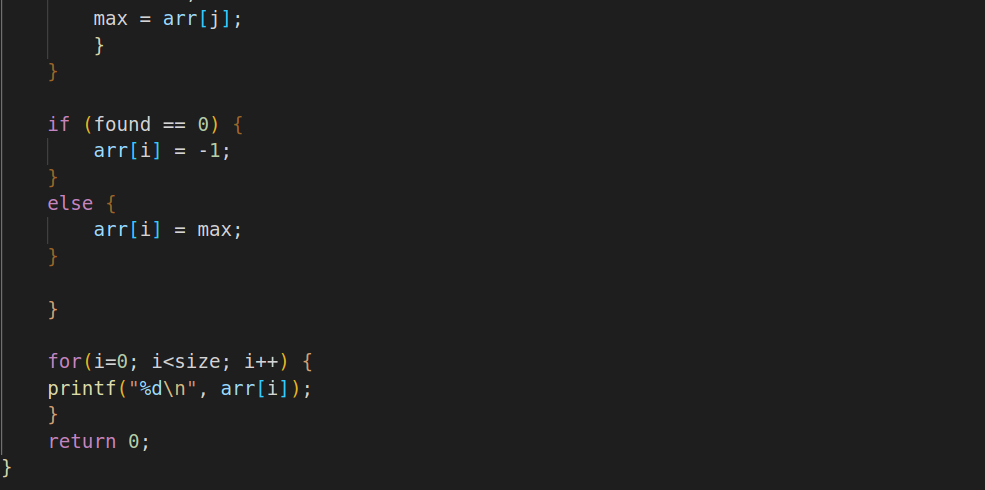 max = arr[j];
}
}
if (found == 0) {
arr[i] = -1;
}
else {
arr[i] = max;
}
}
for(i=0; i<size; i++) {
printf("%d\n", arr[i]);
}
return 0;
}